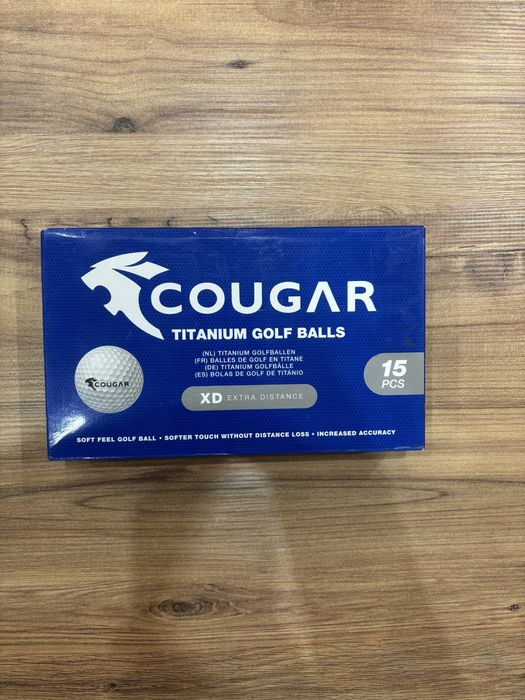 COUGAR
TITANIUM GOLF BALLS
(NL) TITANIUM GOLFBALLEN
(FR) BALLES DE GOLF EN TITANE
(DE) TITANIUM GOLFBÄLLE
(ES) BOLAS DE GOLF DE TITÁNIO
15
PCS
COUGAR
XD EXTRA DISTANCE
SOFT FEEL GOLF BALL • SOFTER TOUCH WITHOUT DISTANCE LOSS • INCREASED ACCURACY